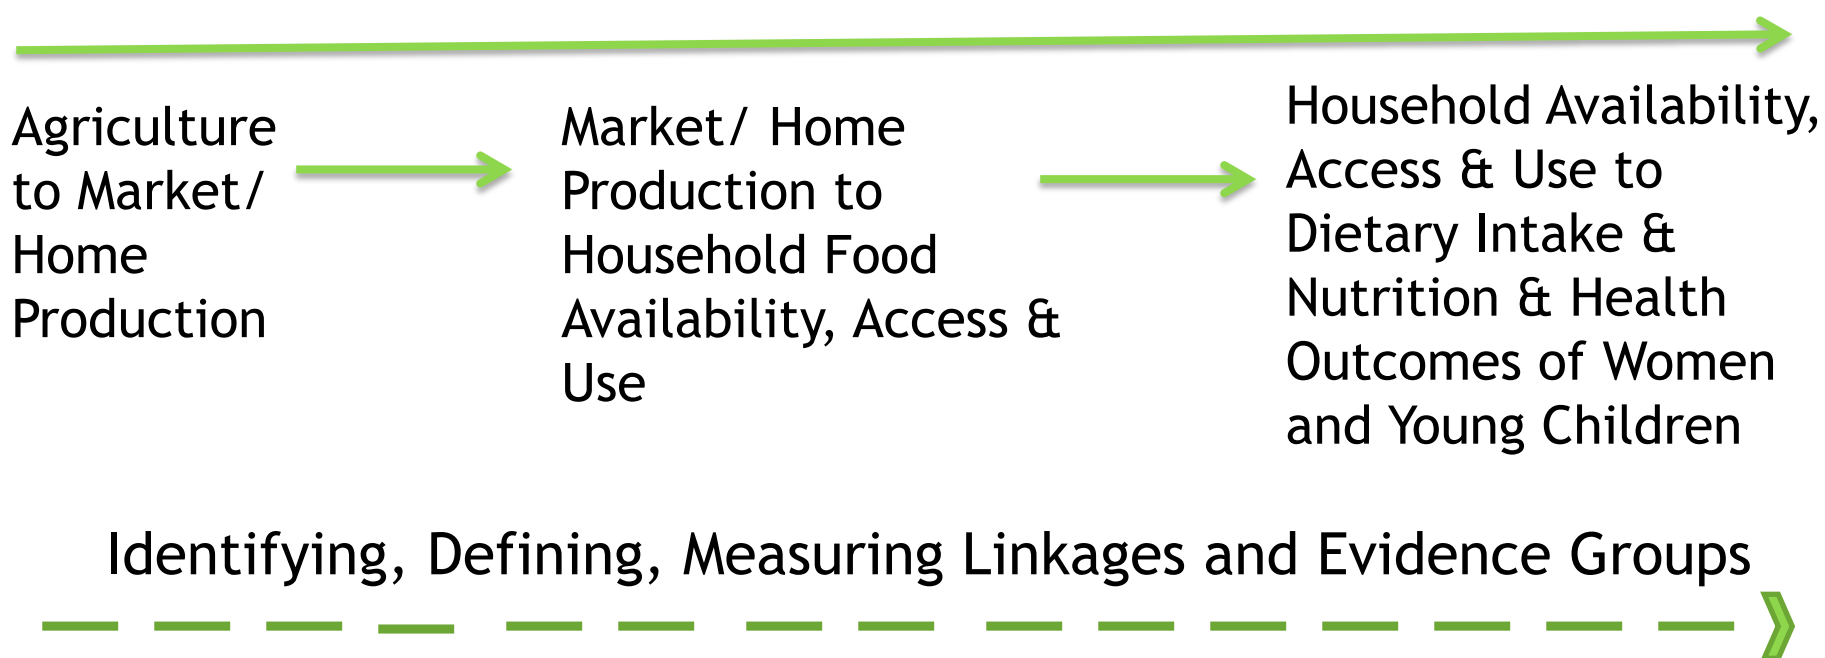 Agriculture
to Market/
Home
Production
Market/ Home
Production to
Household Food
Availability, Access &
Use
Household Availability,
Access & Use to
Dietary Intake &
Nutrition & Health
Outcomes of Women
and Young Children
Identifying, Defining, Measuring Linkages and Evidence Groups